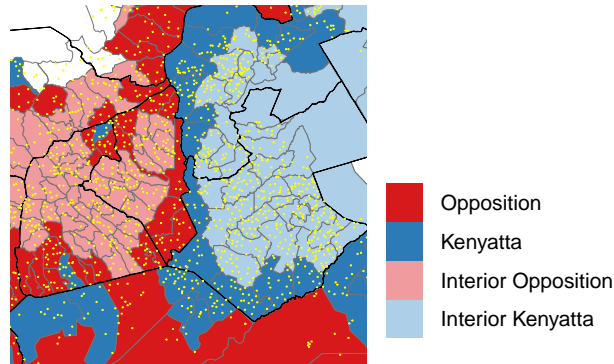 Opposition
Kenyatta
Interior Opposition
Interior Kenyatta